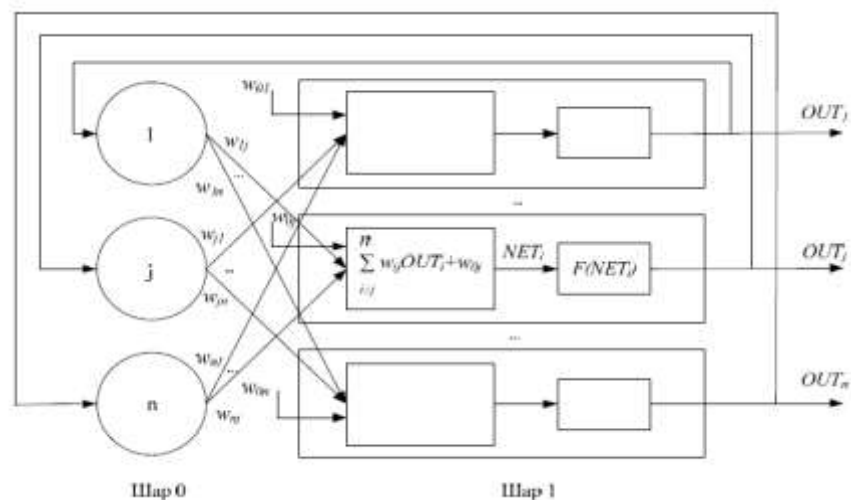 w₀₁
OUT₁
1
w₁ⱼ
...
w₁ₙ
...
w₀ⱼ
wⱼ₁
n
OUTⱼ
j
..
∑ wᵢⱼOUTᵢ+w₀ⱼ
NETⱼ
F(NETⱼ)
wⱼₙ
...
wₙ₁
...
OUTₙ
w₀ₙ
n
wₙⱼ
Шар 0
Шар 1